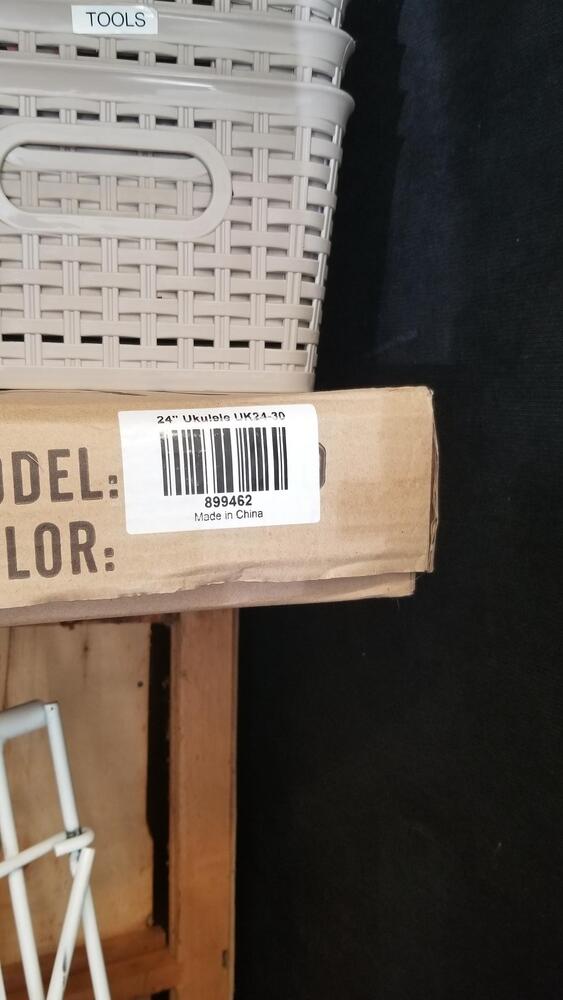 TOOLS
24" Ukulele UK24-30
ODEL:
899462
Made in China
LOR: